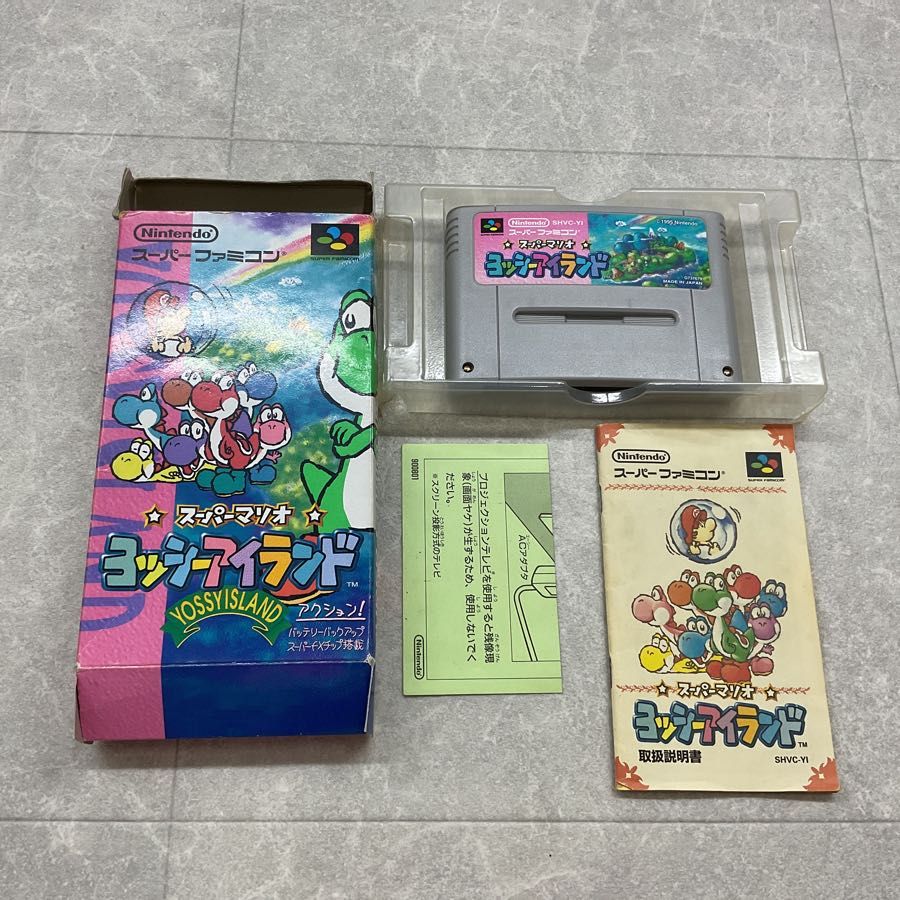 Nintendo
スーパーファミコン
SUPER FAMICOM
スーパーマリオ
ヨッシーアイランド
TM
YOSSY ISLAND
アクション!
バッテリーバックアップ
スーパーFXチップ搭載
Nintendo SHVC-YI
スーパーファミコン
© 1995 Nintendo
スーパーマリオ
ヨッシーアイランド
MADE IN JAPAN
プロジェクションテレビを使用すると残像現
象(画面ヤケ)が生ずるため、使用しないでく
ださい。
※スクリーン投影方式のテレビ
ACアダプタ
Nintendo
Nintendo
スーパーファミコン
SUPER FAMICOM
スーパーマリオ
ヨッシーアイランド
TM
取扱説明書
SHVC-YI